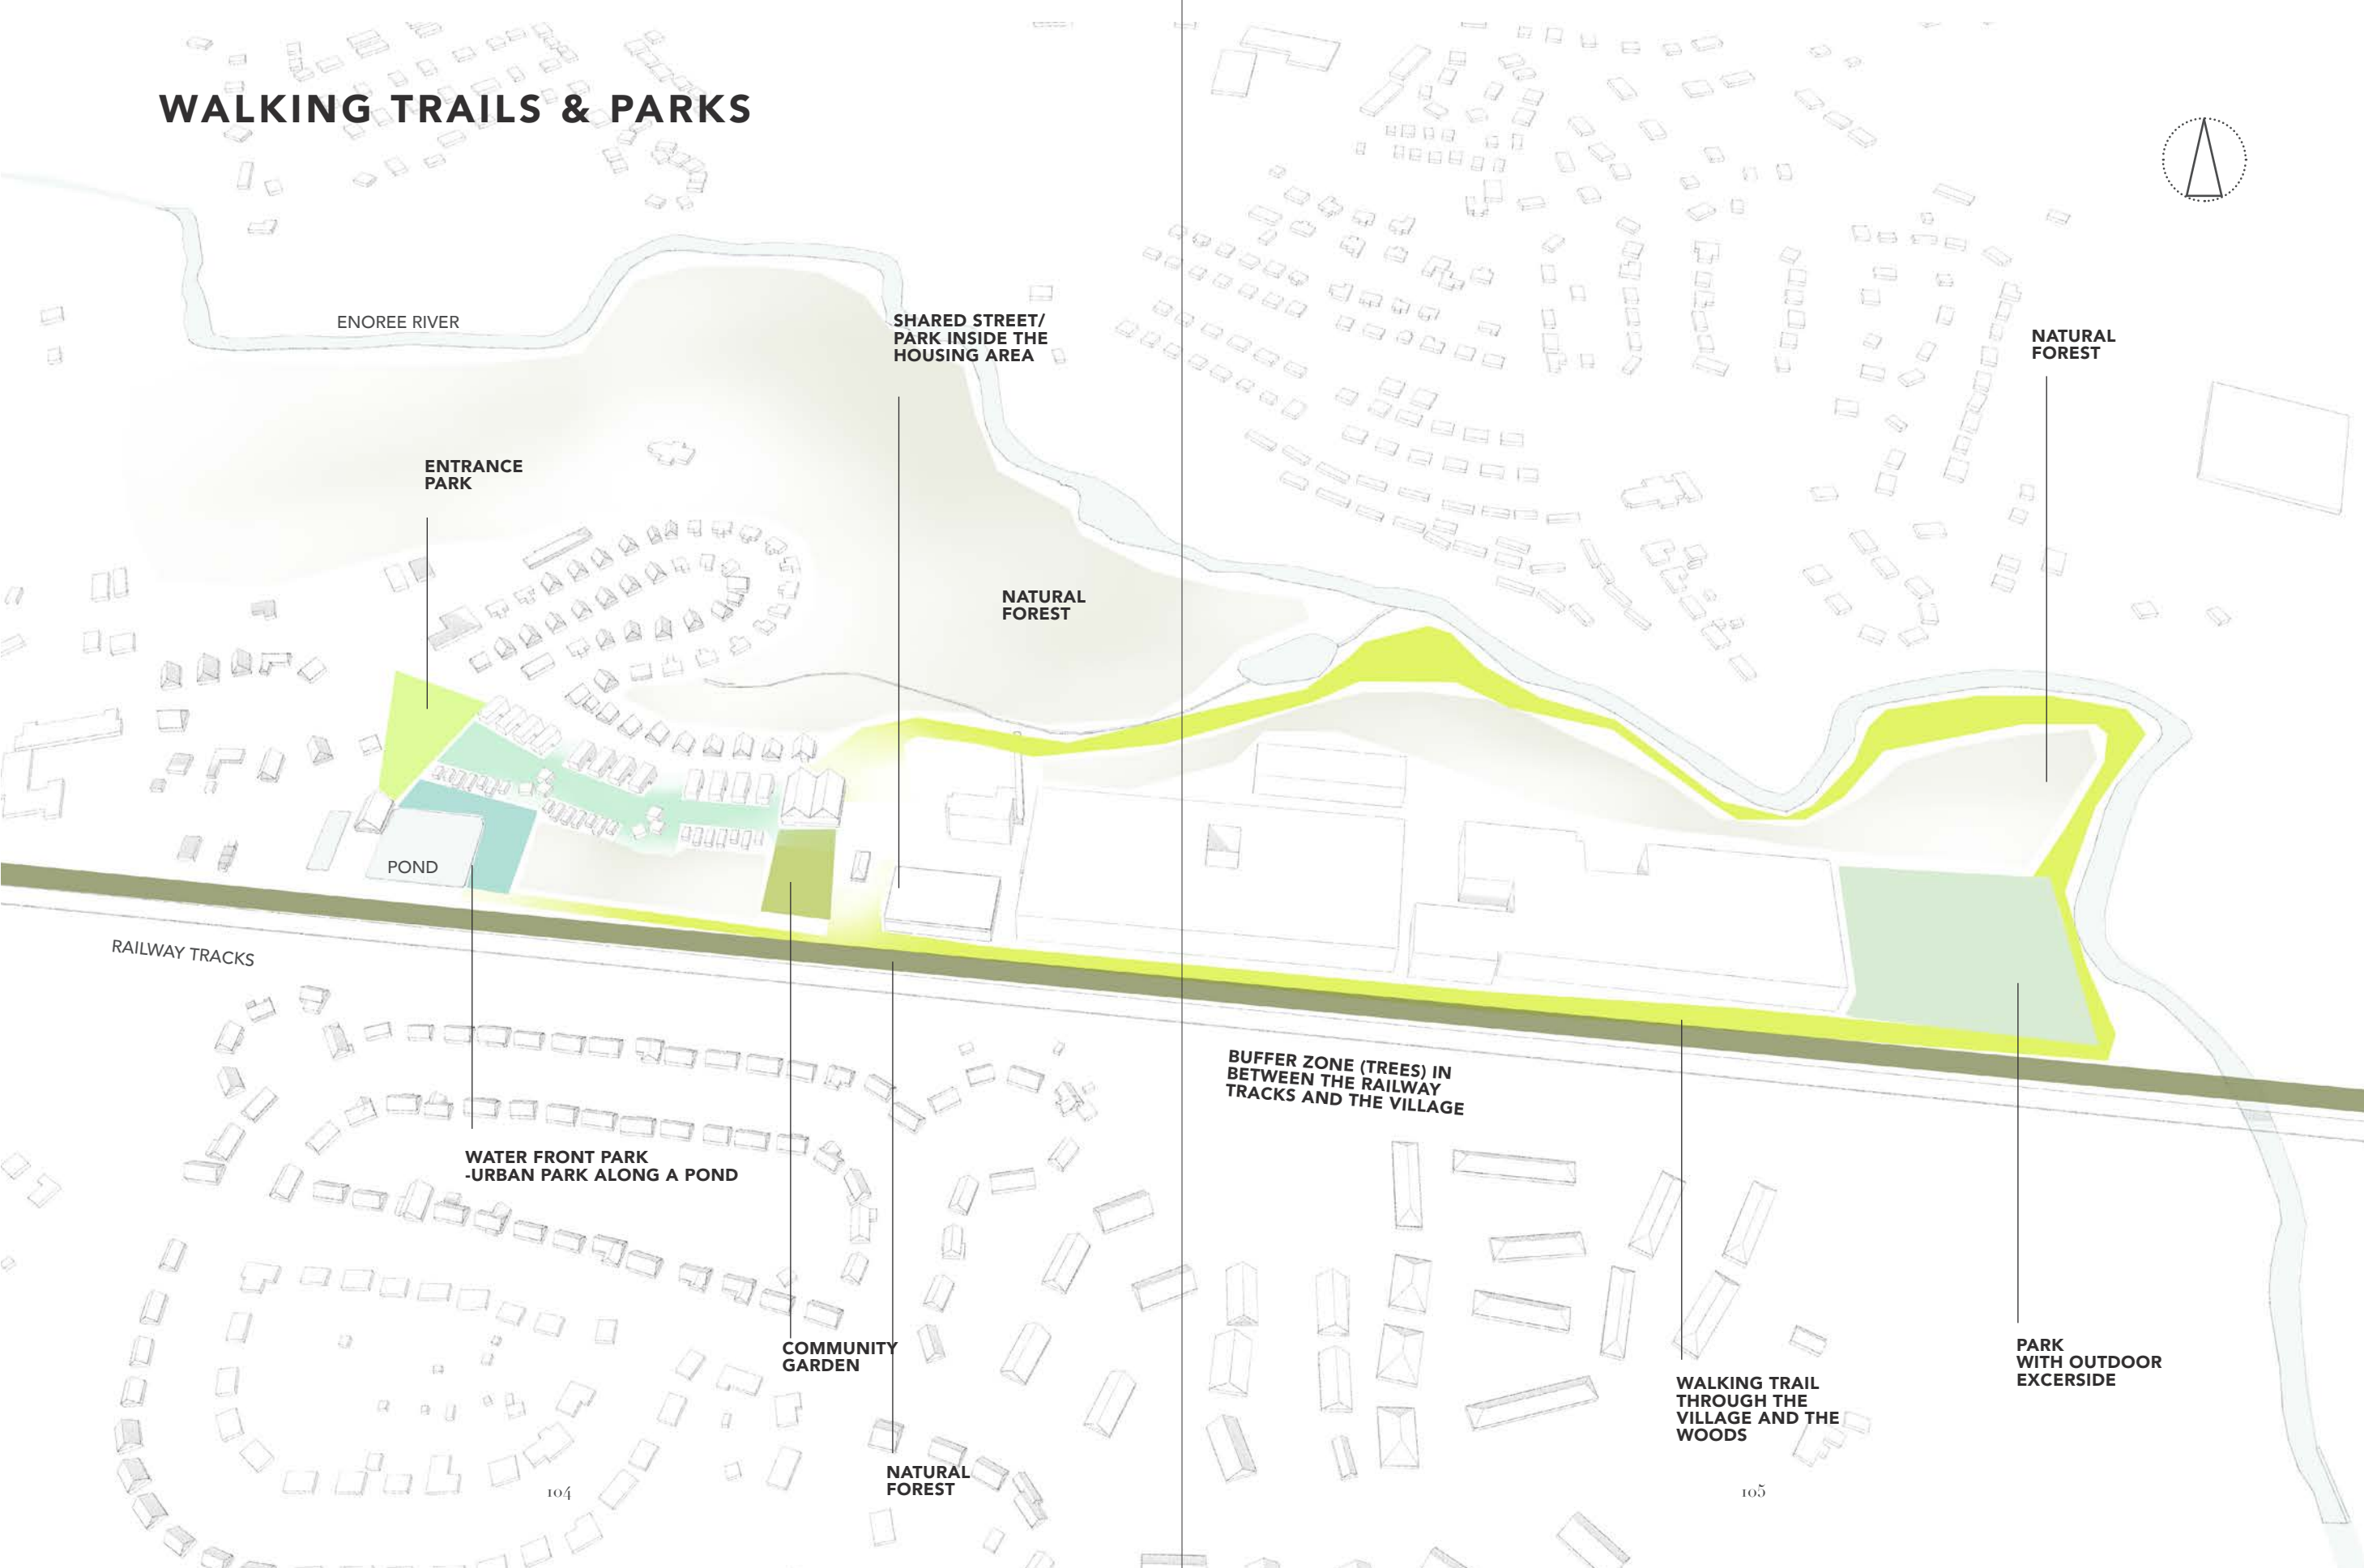 WALKING TRAILS & PARKS
ENOREE RIVER
SHARED STREET/
PARK INSIDE THE
HOUSING AREA
NATURAL
FOREST
ENTRANCE
PARK
NATURAL
FOREST
POND
RAILWAY TRACKS
BUFFER ZONE (TREES) IN
BETWEEN THE RAILWAY
TRACKS AND THE VILLAGE
WATER FRONT PARK
-URBAN PARK ALONG A POND
COMMUNITY
GARDEN
PARK
WITH OUTDOOR
EXCERSIDE
WALKING TRAIL
THROUGH THE
VILLAGE AND THE
WOODS
NATURAL
FOREST
104
105